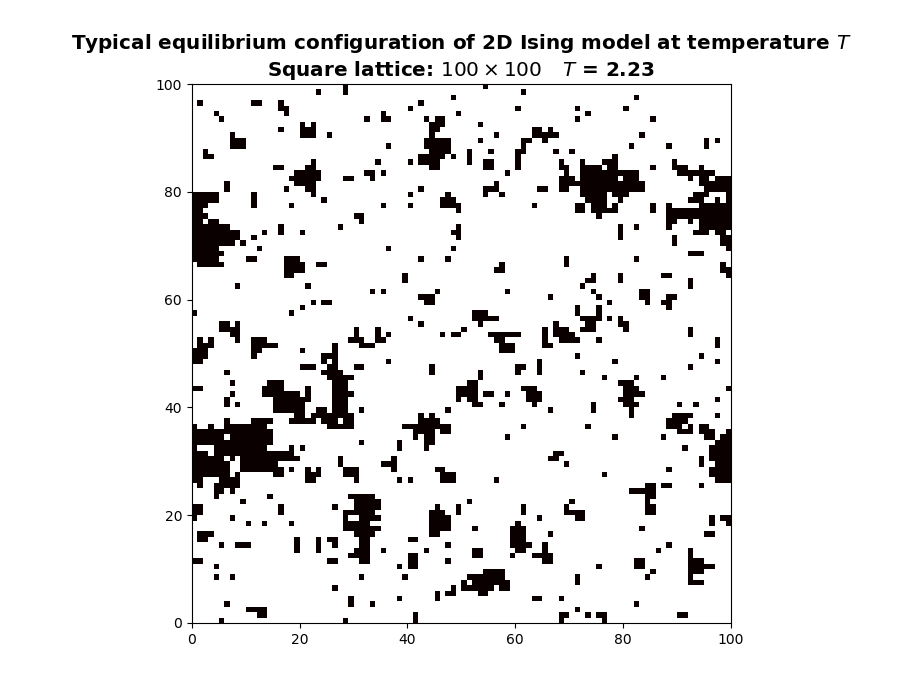 Typical equilibrium configuration of 2D Ising model at temperature T
Square lattice: 100 × 100 T = 2.23
100
80
60
40
20
0
0 20 40 60 80 100